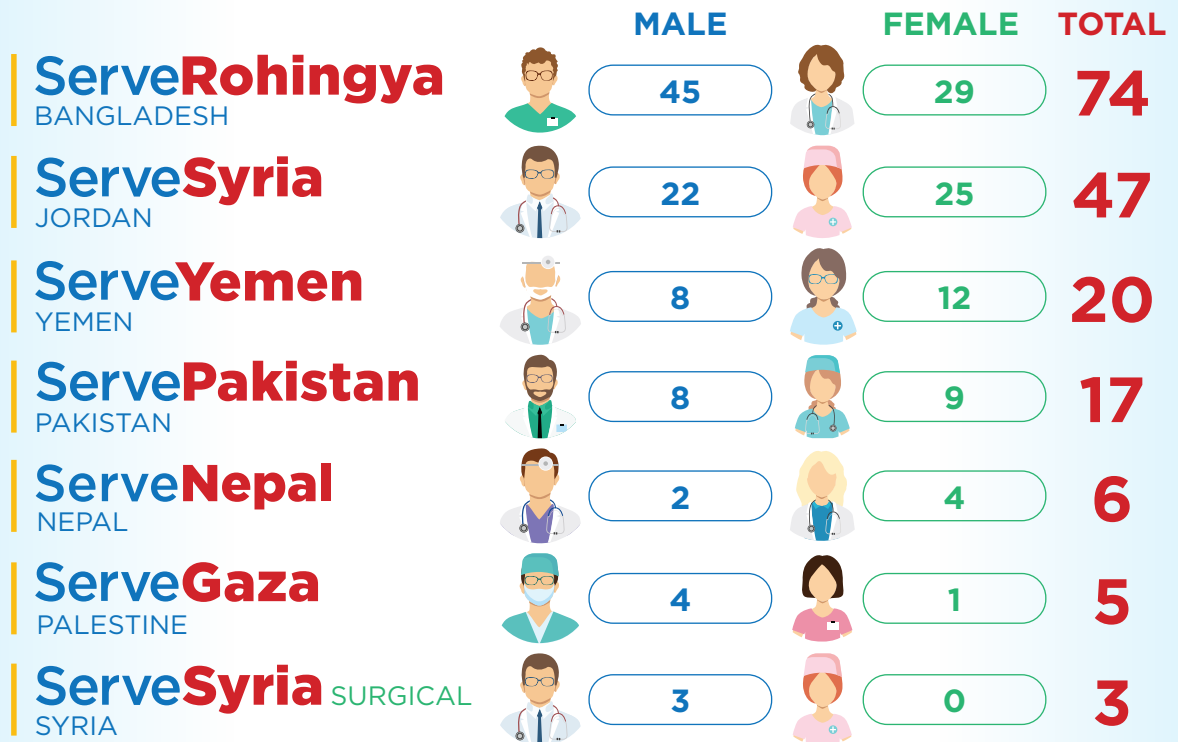 MALE FEMALE TOTAL
ServeRohingya 45 29 74
BANGLADESH
ServeSyria 22 25 47
JORDAN
ServeYemen 8 12 20
YEMEN
ServePakistan 8 9 17
PAKISTAN
ServeNepal 2 4 6
NEPAL
ServeGaza 4 1 5
PALESTINE
ServeSyria SURGICAL 3 0 3
SYRIA